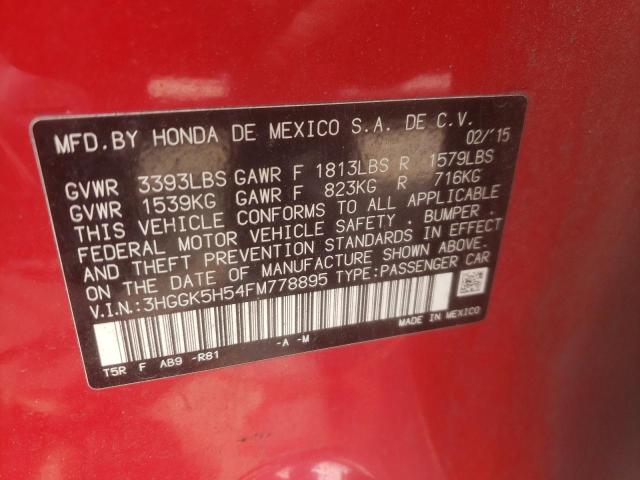 MFD.BY HONDA DE MEXICO S.A. DE C.V.
02/'15
GVWR 3393LBS GAWR F 1813LBS R 1579LBS
GVWR 1539KG GAWR F 823KG R 716KG
THIS VEHICLE CONFORMS TO ALL APPLICABLE
FEDERAL MOTOR VEHICLE SAFETY, BUMPER,
AND THEFT PREVENTION STANDARDS IN EFFECT
ON THE DATE OF MANUFACTURE SHOWN ABOVE.
V.I.N.:3HGGK5H54FM778895 TYPE:PASSENGER CAR
MADE IN MEXICO
T5R F AB9 -R81 -A -M